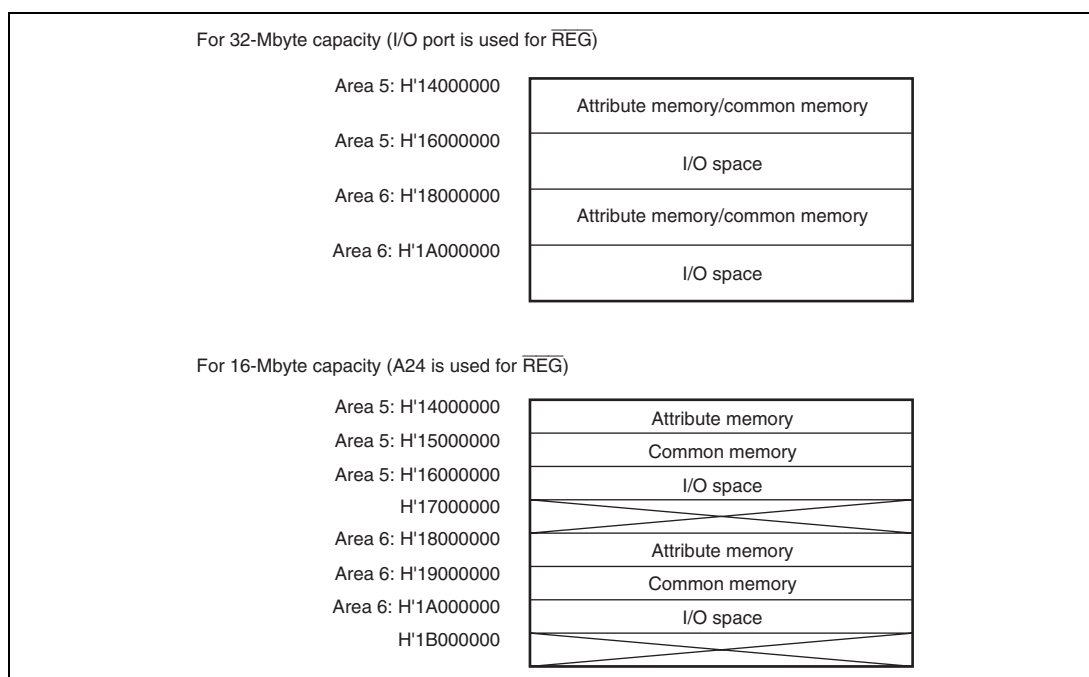 For 32-Mbyte capacity (I/O port is used for REG)
Area 5: H'14000000
Attribute memory/common memory
Area 5: H'16000000
I/O space
Area 6: H'18000000
Attribute memory/common memory
Area 6: H'1A000000
I/O space
For 16-Mbyte capacity (A24 is used for REG)
Area 5: H'14000000
Attribute memory
Area 5: H'15000000
Common memory
Area 5: H'16000000
I/O space
H'17000000
Area 6: H'18000000
Attribute memory
Area 6: H'19000000
Common memory
Area 6: H'1A000000
I/O space
H'1B000000